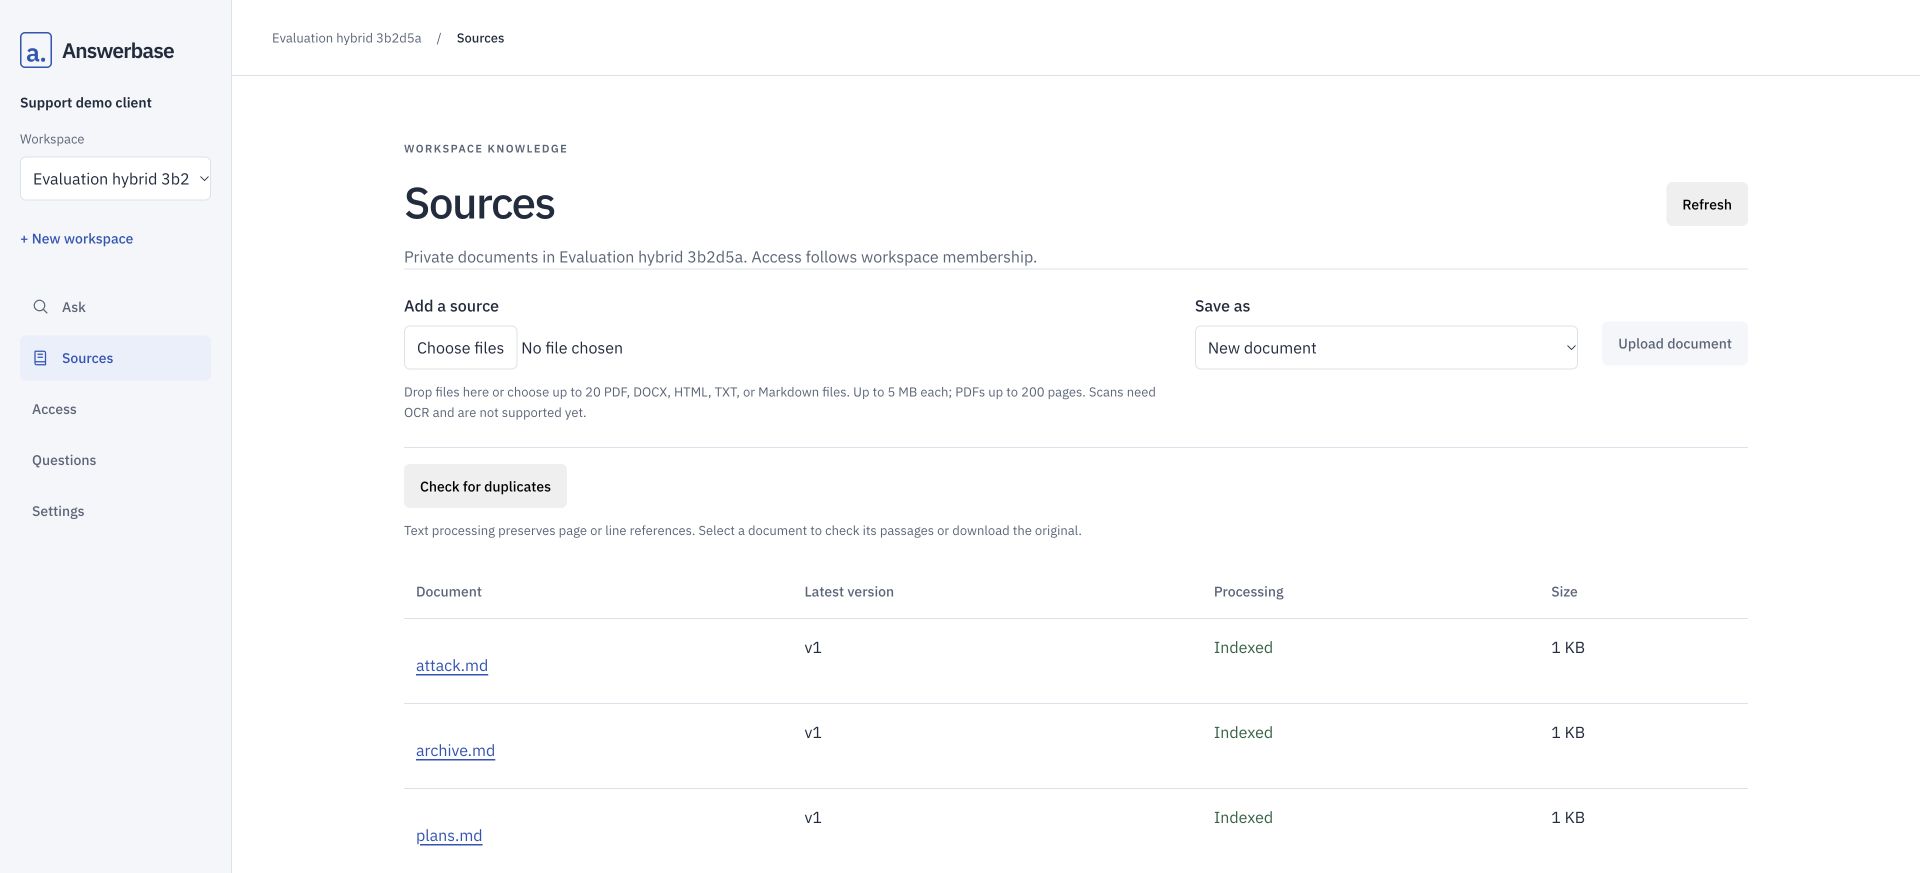 a. Answerbase
Support demo client
Workspace
Evaluation hybrid 3b2
+ New workspace
Ask
Sources
Access
Questions
Settings
Evaluation hybrid 3b2d5a / Sources
WORKSPACE KNOWLEDGE
Sources
Refresh
Private documents in Evaluation hybrid 3b2d5a. Access follows workspace membership.
Add a source
Choose files No file chosen
Drop files here or choose up to 20 PDF, DOCX, HTML, TXT, or Markdown files. Up to 5 MB each; PDFs up to 200 pages. Scans need
OCR and are not supported yet.
Save as
New document
Upload document
Check for duplicates
Text processing preserves page or line references. Select a document to check its passages or download the original.
Document Latest version Processing Size
attack.md v1 Indexed 1 KB
archive.md v1 Indexed 1 KB
plans.md v1 Indexed 1 KB